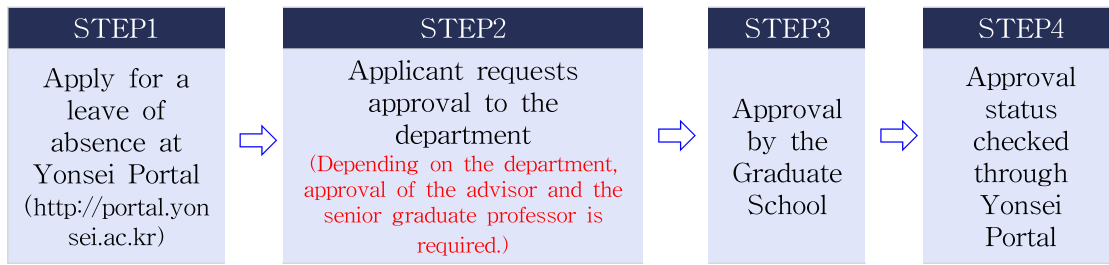 STEP1
Apply for a
leave of
absence at
Yonsei Portal
(http://portal.yon
sei.ac.kr)
STEP2
Applicant requests
approval to the
department
(Depending on the department,
approval of the advisor and the
senior graduate professor is
required.)
STEP3
Approval
by the
Graduate
School
STEP4
Approval
status
checked
through
Yonsei
Portal